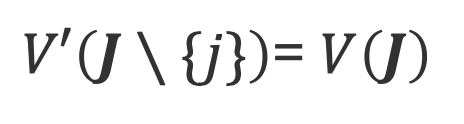 V′(J \ {j})= V(J)